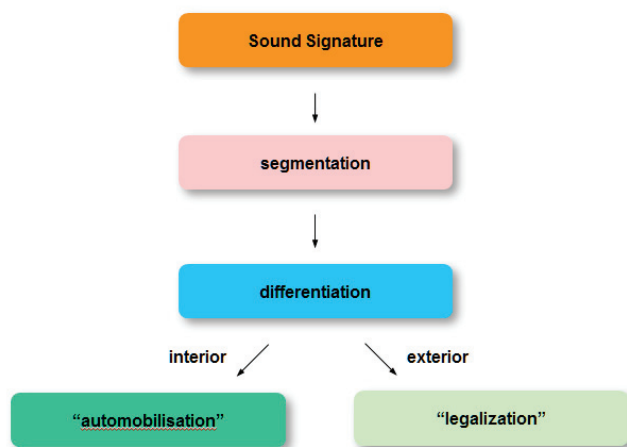 Sound Signature
segmentation
differentiation
interior
exterior
“automobilisation”
“legalization”